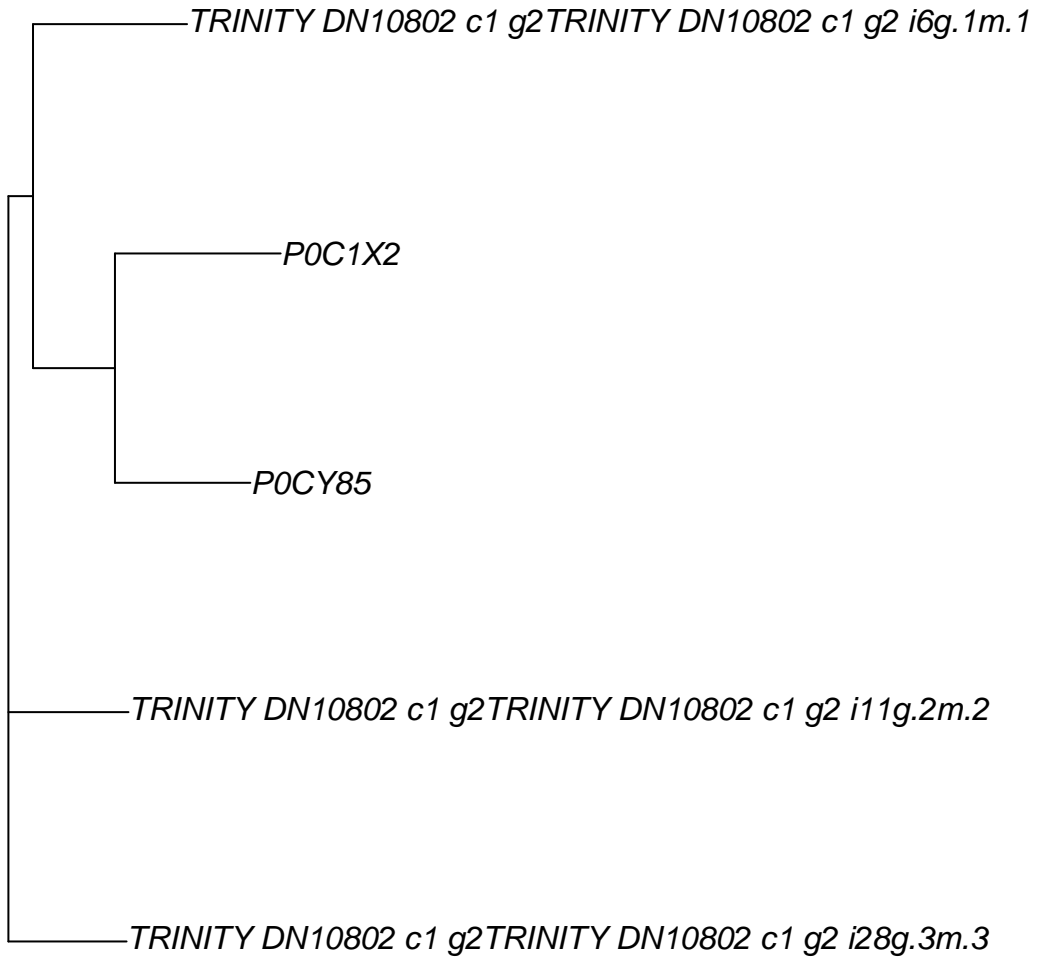 TRINITY DN10802 c1 g2TRINITY DN10802 c1 g2 i6g.1m.1
P0C1X2
P0CY85
TRINITY DN10802 c1 g2TRINITY DN10802 c1 g2 i11g.2m.2
TRINITY DN10802 c1 g2TRINITY DN10802 c1 g2 i28g.3m.3